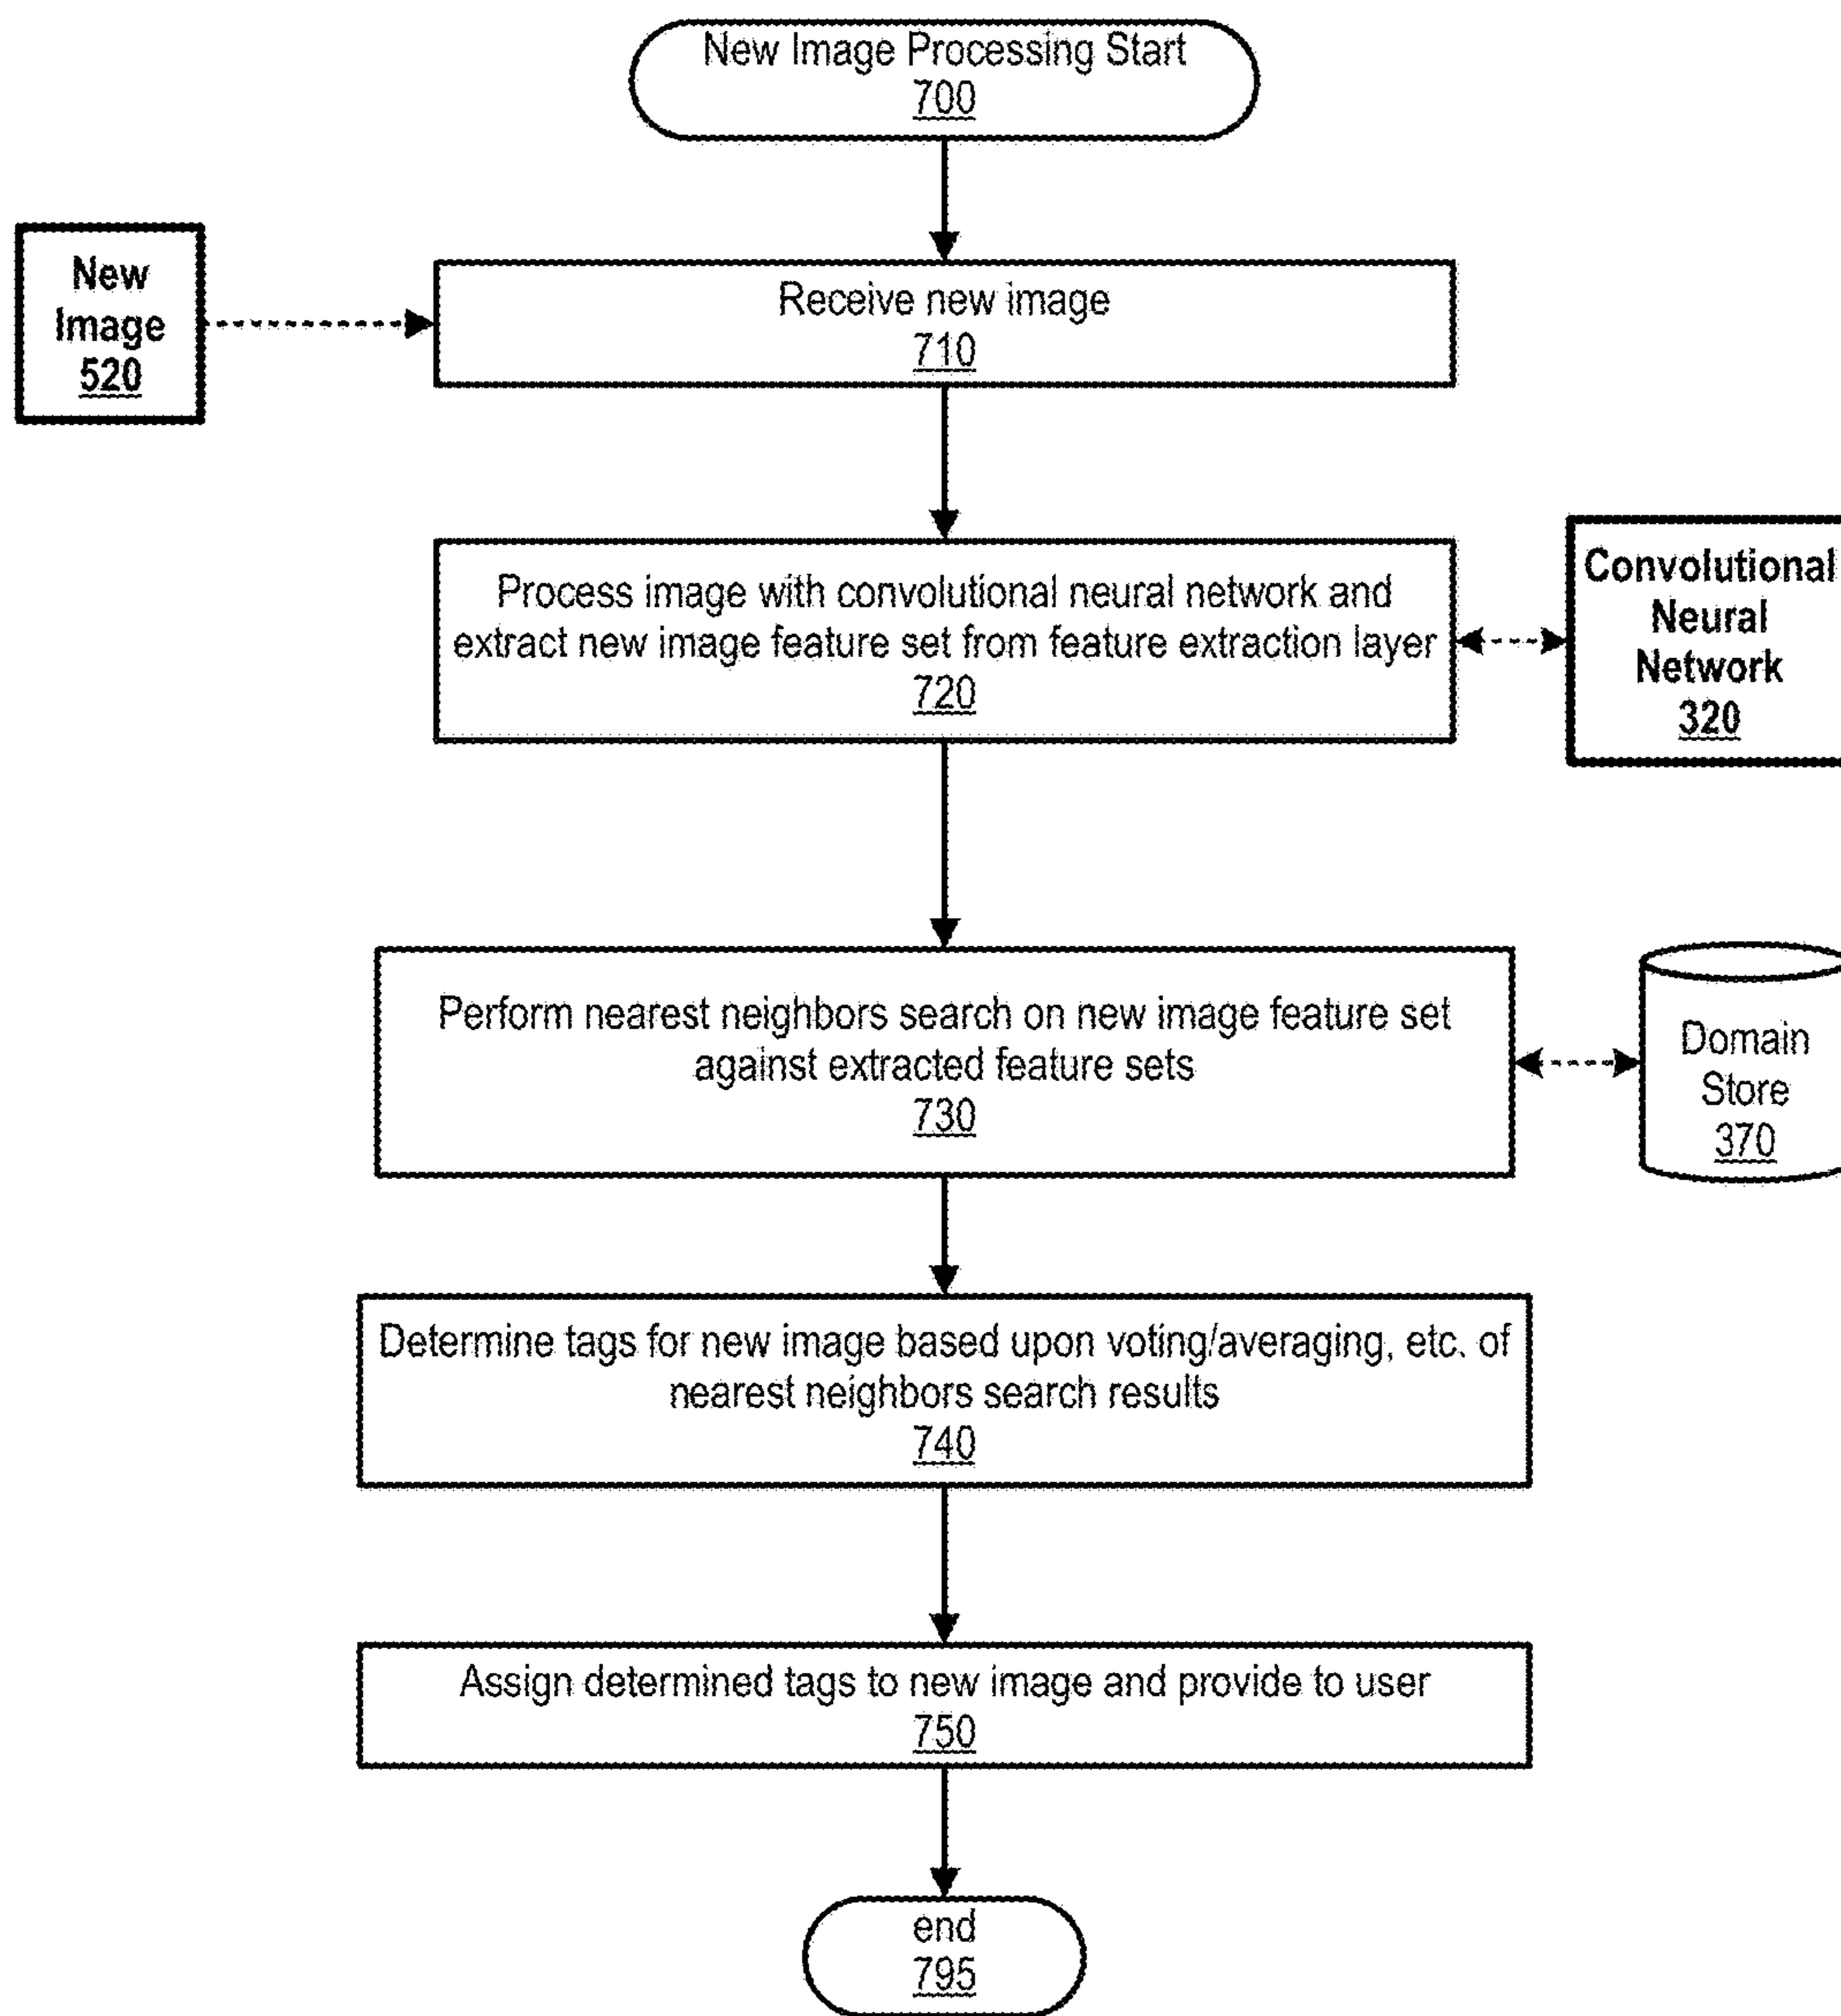 New Image Processing Start
700
New
Image
520
Receive new image
710
Process image with convolutional neural network and
extract new image feature set from feature extraction layer
720
Convolutional
Neural
Network
320
Perform nearest neighbors search on new image feature set
against extracted feature sets
730
Domain
Store
370
Determine tags for new image based upon voting/averaging, etc. of
nearest neighbors search results
740
Assign determined tags to new image and provide to user
750
end
795